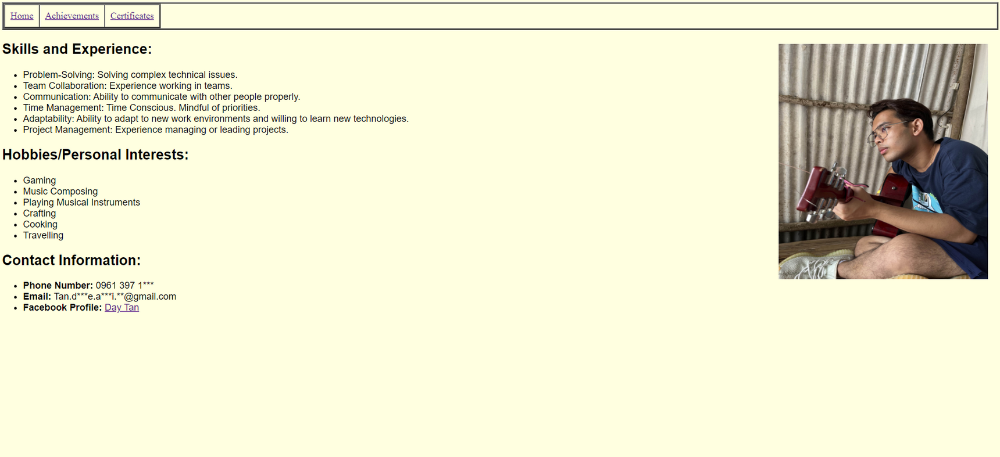 Home Achievements Certificates
Skills and Experience:
Problem-Solving: Solving complex technical issues.
Team Collaboration: Experience working in teams.
Communication: Ability to communicate with other people properly.
Time Management: Time Conscious. Mindful of priorities.
Adaptability: Ability to adapt to new work environments and willing to learn new technologies.
Project Management: Experience managing or leading projects.
Hobbies/Personal Interests:
Gaming
Music Composing
Playing Musical Instruments
Crafting
Cooking
Travelling
Contact Information:
Phone Number: 0961 397 1***
Email: Tan.d***e.a***i.**@gmail.com
Facebook Profile: Day Tan